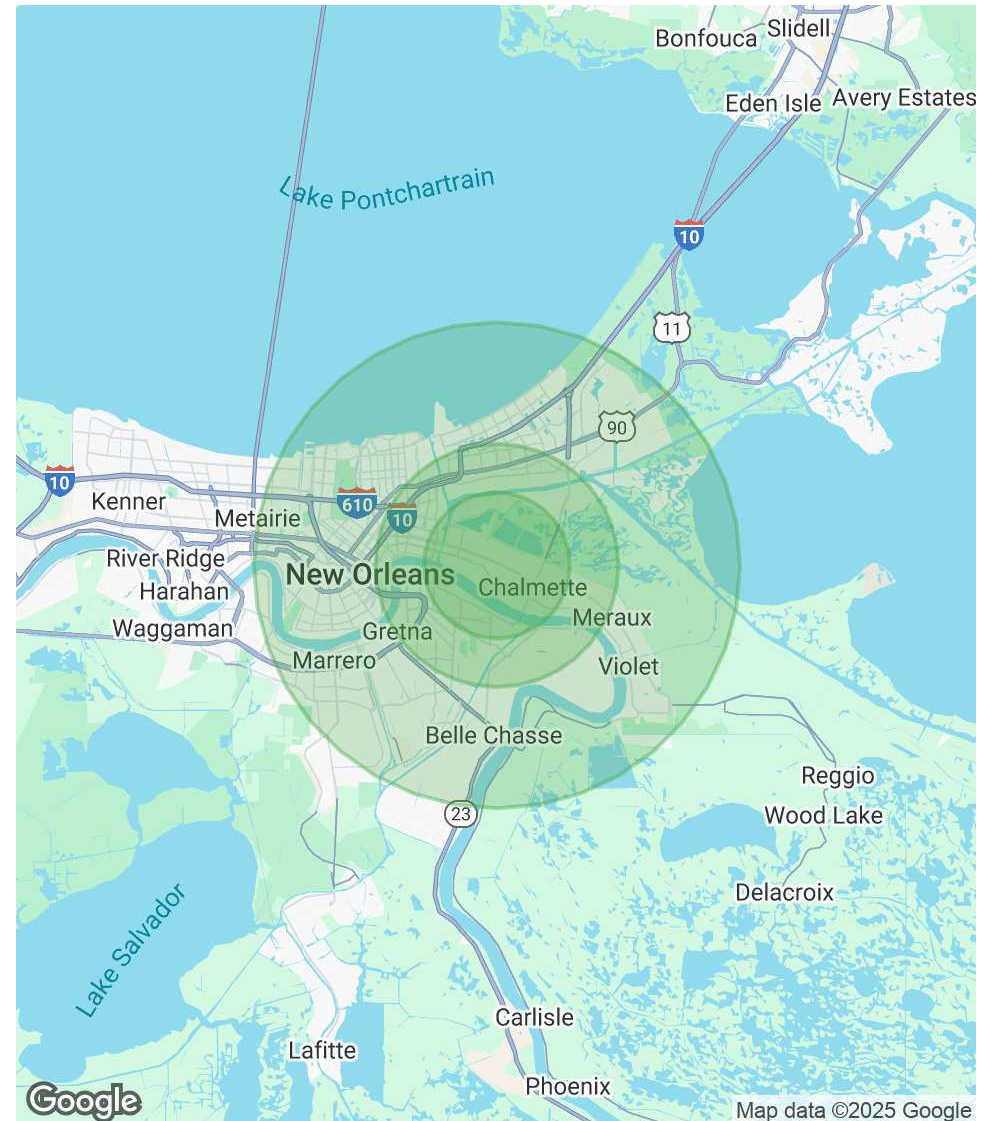 Slidell
Bonfouca
Eden Isle
Avery Estates
Lake Pontchartrain
10
11
90
10
610
10
Kenner
Metairie
River Ridge
New Orleans
Chalmette
Harahan
Waggaman
Gretna
Meraux
Marrero
Violet
Belle Chasse
Reggio
23
Wood Lake
Delacroix
Lake Salvador
Carlisle
Lafitte
Phoenix
Google
Map data ©2025 Google